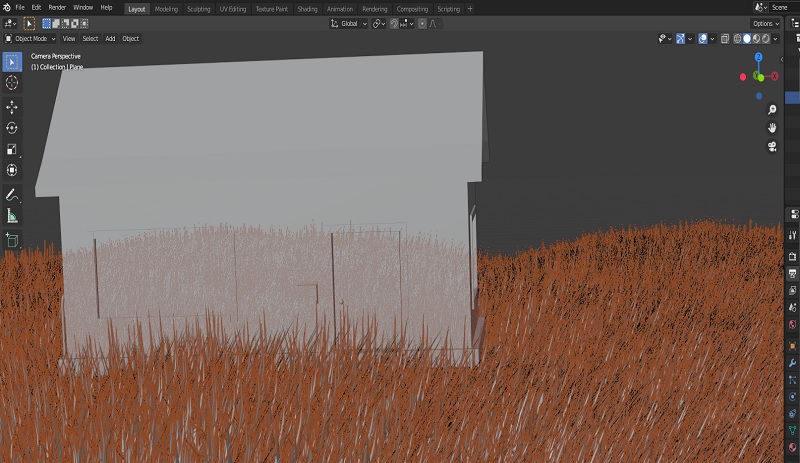 File Edit Render Window Help Layout Modeling Sculpting UV Editing Texture Paint Shading Animation Rendering Compositing Scripting + Scene
Global Options
Object Mode View Select Add Object
Camera Perspective
(1) Collection | Plane
Z
X